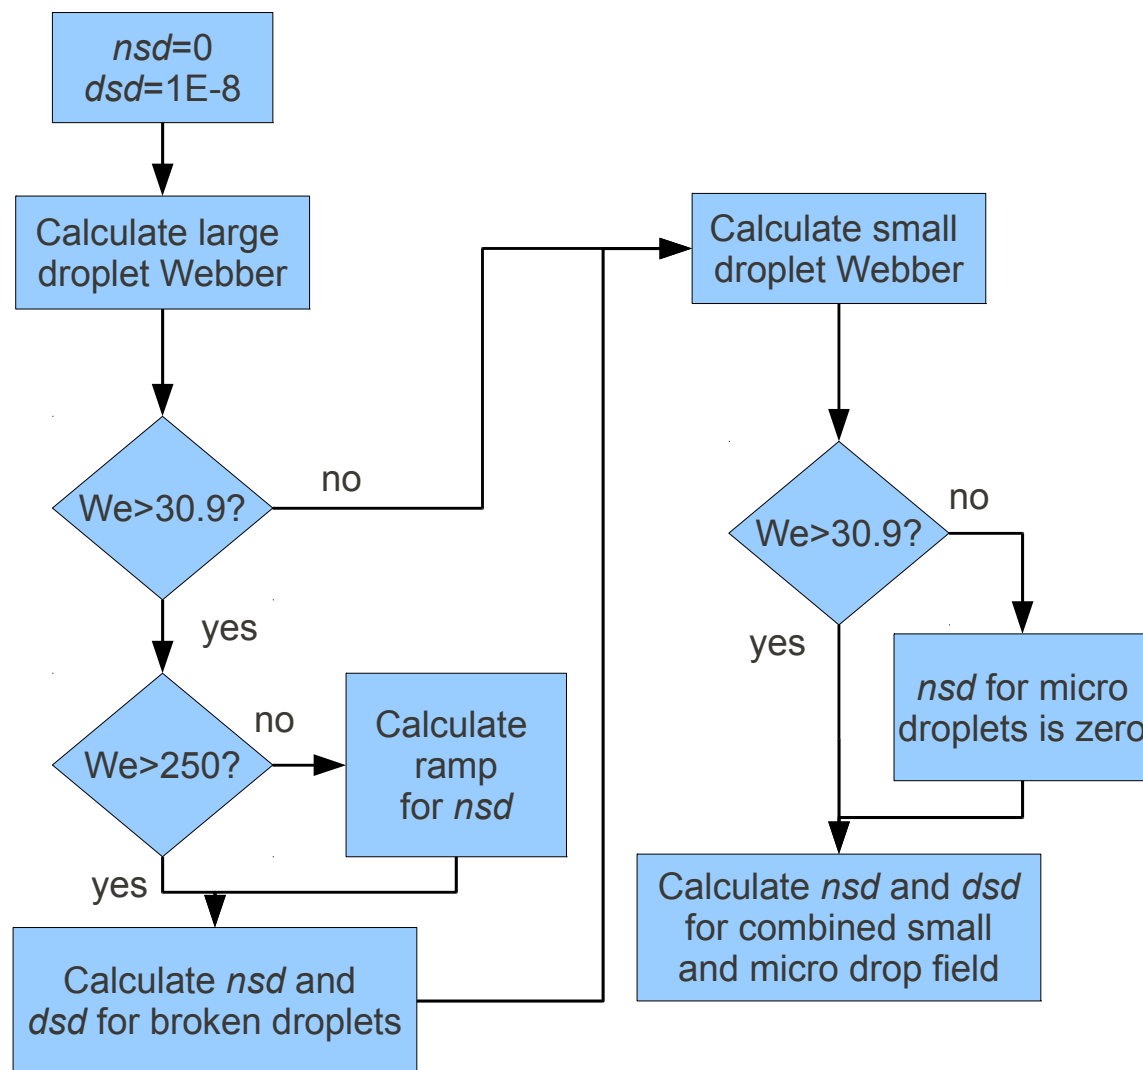 nsd=0
dsd=1E-8
Calculate large
droplet Webber
We>30.9?
no
yes
We>250?
no
Calculate
ramp
for nsd
yes
Calculate nsd and
dsd for broken droplets
Calculate small
droplet Webber
We>30.9?
no
yes
nsd for micro
droplets is zero
Calculate nsd and dsd
for combined small
and micro drop field